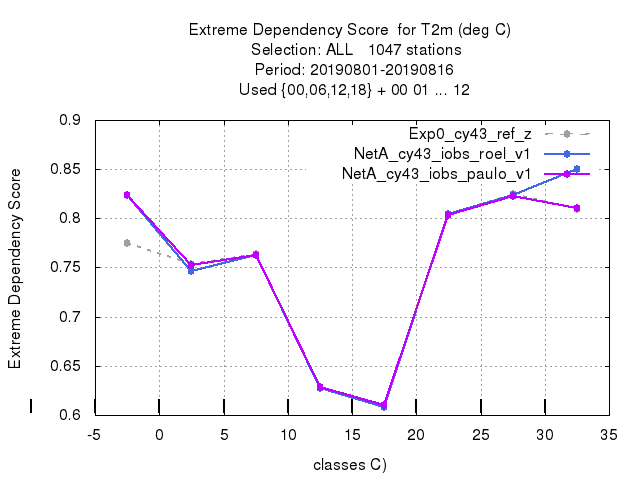 Extreme Dependency Score  for T2m (deg C)
Selection: ALL   1047 stations
Period: 20190801-20190816
Used {00,06,12,18} + 00 01 ... 12
Exp0_cy43_ref_z
NetA_cy43_iobs_roel_v1
NetA_cy43_iobs_paulo_v1
0.9
0.85
0.8
0.75
0.7
0.65
0.6
Extreme Dependency Score
-5 0 5 10 15 20 25 30 35
classes C)